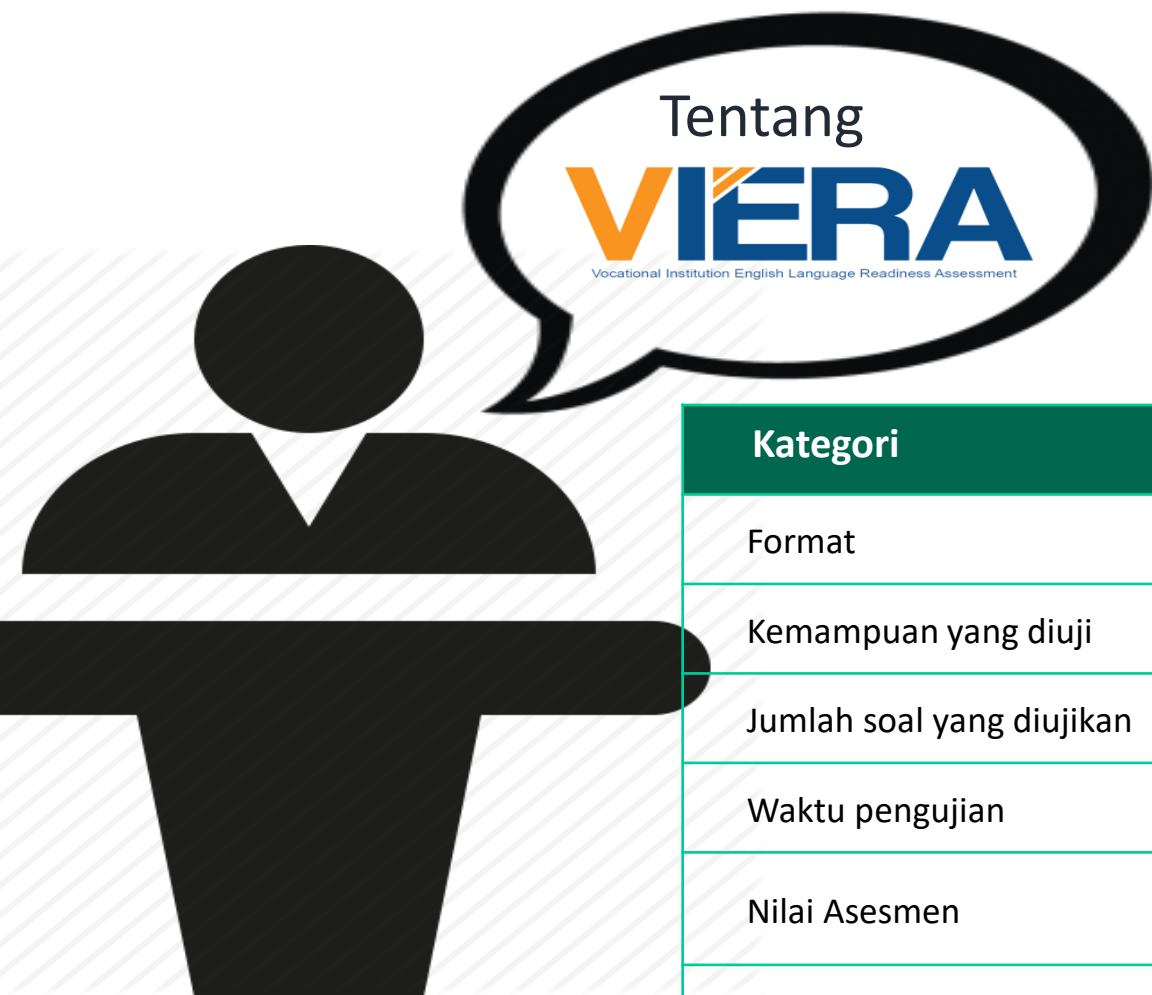 Tentang
VIERA
Vocational Institution English Language Readiness Assessment
Kategori
Format
Kemampuan yang diuji
Jumlah soal yang diujikan
Waktu pengujian
Nilai Asesmen